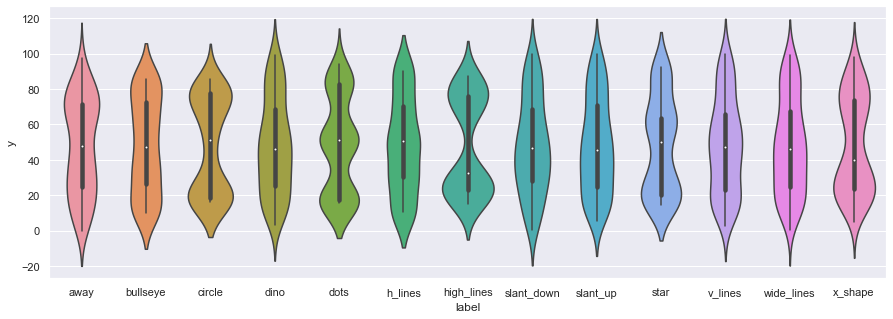 120
100
80
60
40
20
0
−20
y
away bullseye circle dino dots h_lines high_lines slant_down slant_up star v_lines wide_lines x_shape
label